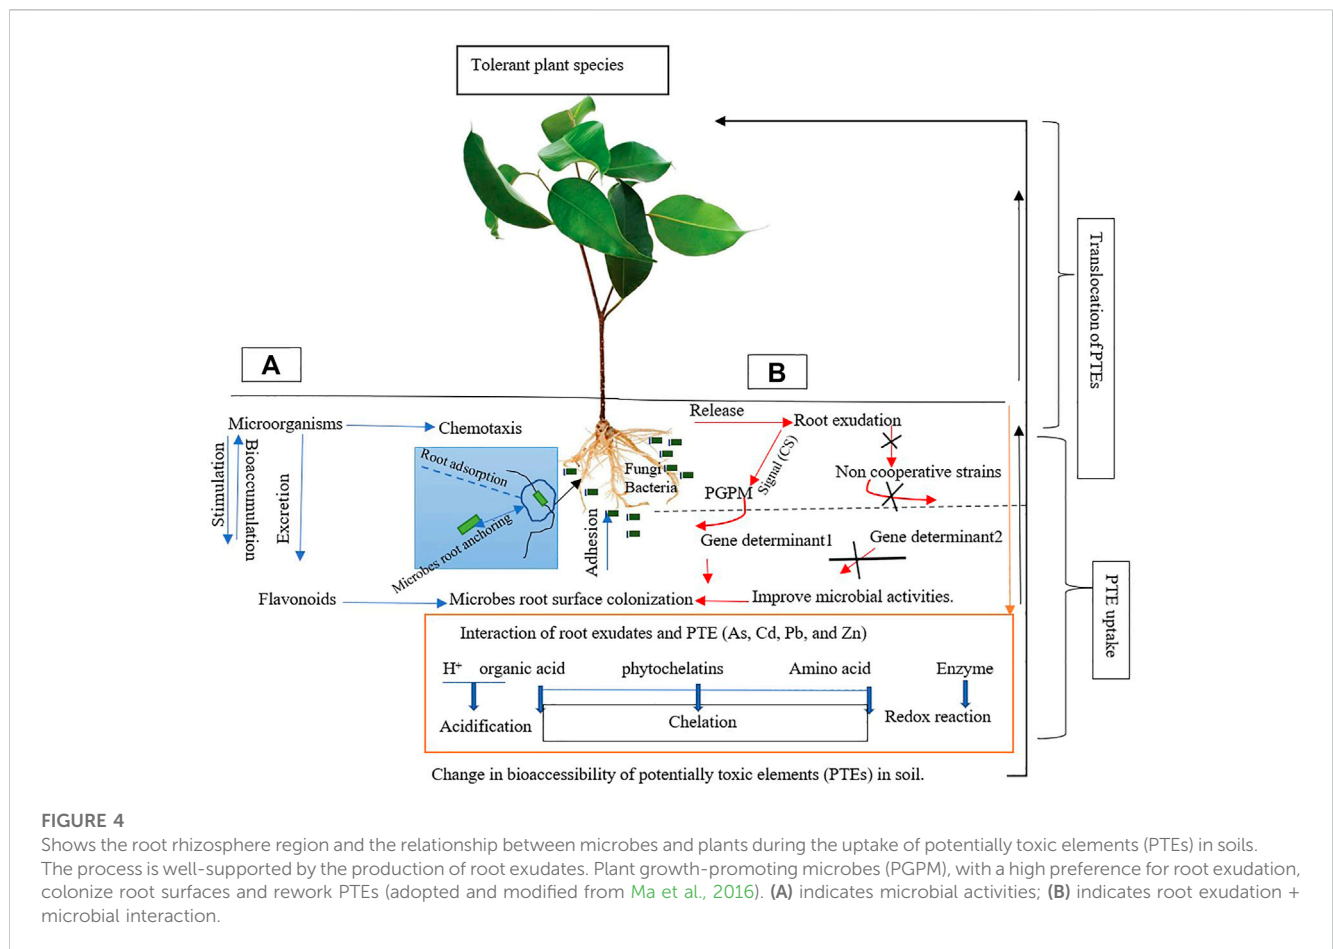 Tolerant plant species
A
B
Translocation of PTEs
PTE uptake
Microorganisms
Chemotaxis
Stimulation
Bioaccumulation
Excretion
Root adsorption
Microbes root anchoring
Fungi
Bacteria
Adhesion
Flavonoids
Microbes root surface colonization
Release
Root exudation
Signal (CS)
PGPM
Non cooperative strains
Gene determinant1
Gene determinant2
Improve microbial activities.
Interaction of root exudates and PTE (As, Cd, Pb, and Zn)
H⁺ organic acid phytochelatins Amino acid Enzyme
Acidification Chelation Redox reaction
Change in bioaccessibility of potentially toxic elements (PTEs) in soil.
FIGURE 4
Shows the root rhizosphere region and the relationship between microbes and plants during the uptake of potentially toxic elements (PTEs) in soils.
The process is well-supported by the production of root exudates. Plant growth-promoting microbes (PGPM), with a high preference for root exudation,
colonize root surfaces and rework PTEs (adopted and modified from Ma et al., 2016). (A) indicates microbial activities; (B) indicates root exudation +
microbial interaction.